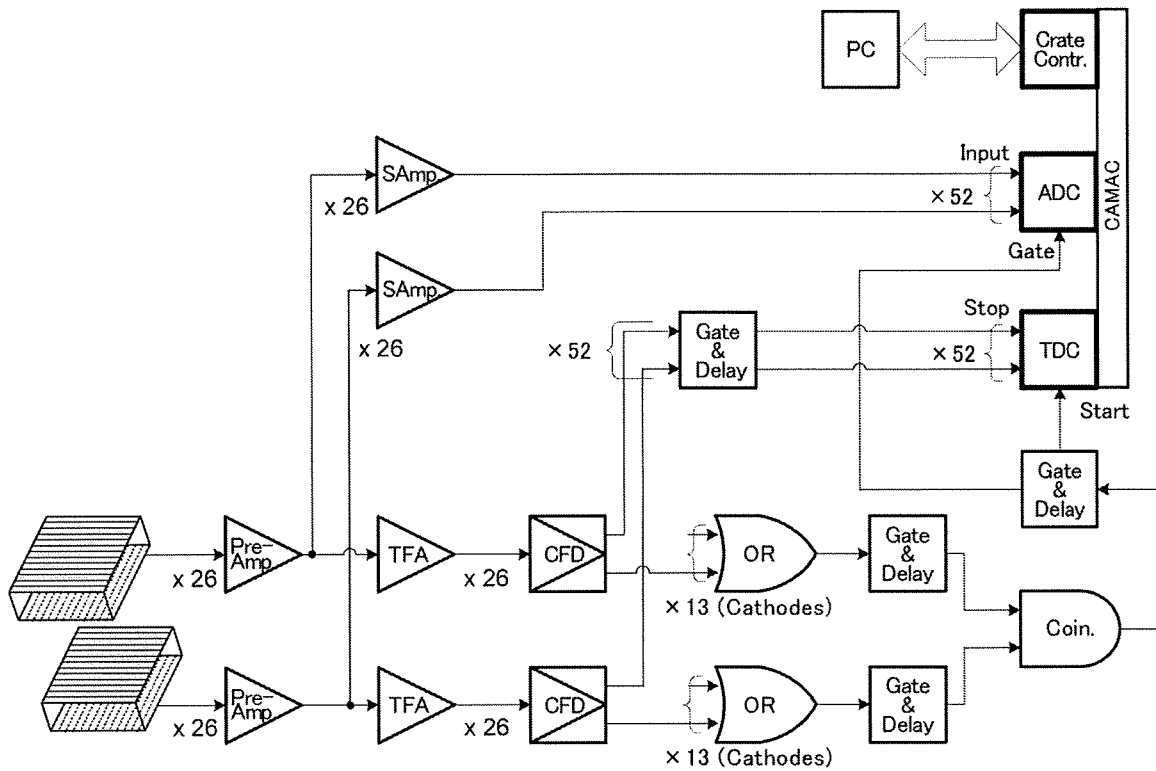 PC
Crate
Contr.
CAMAC
SAmp.
x 26
Input
× 52
ADC
Gate
SAmp.
x 26
× 52
Gate
&
Delay
Stop
× 52
TDC
Start
Gate
&
Delay
x 26
Pre-
Amp.
TFA
x 26
CFD
OR
× 13 (Cathodes)
Gate
&
Delay
Coin.
x 26
Pre-
Amp.
TFA
x 26
CFD
OR
× 13 (Cathodes)
Gate
&
Delay